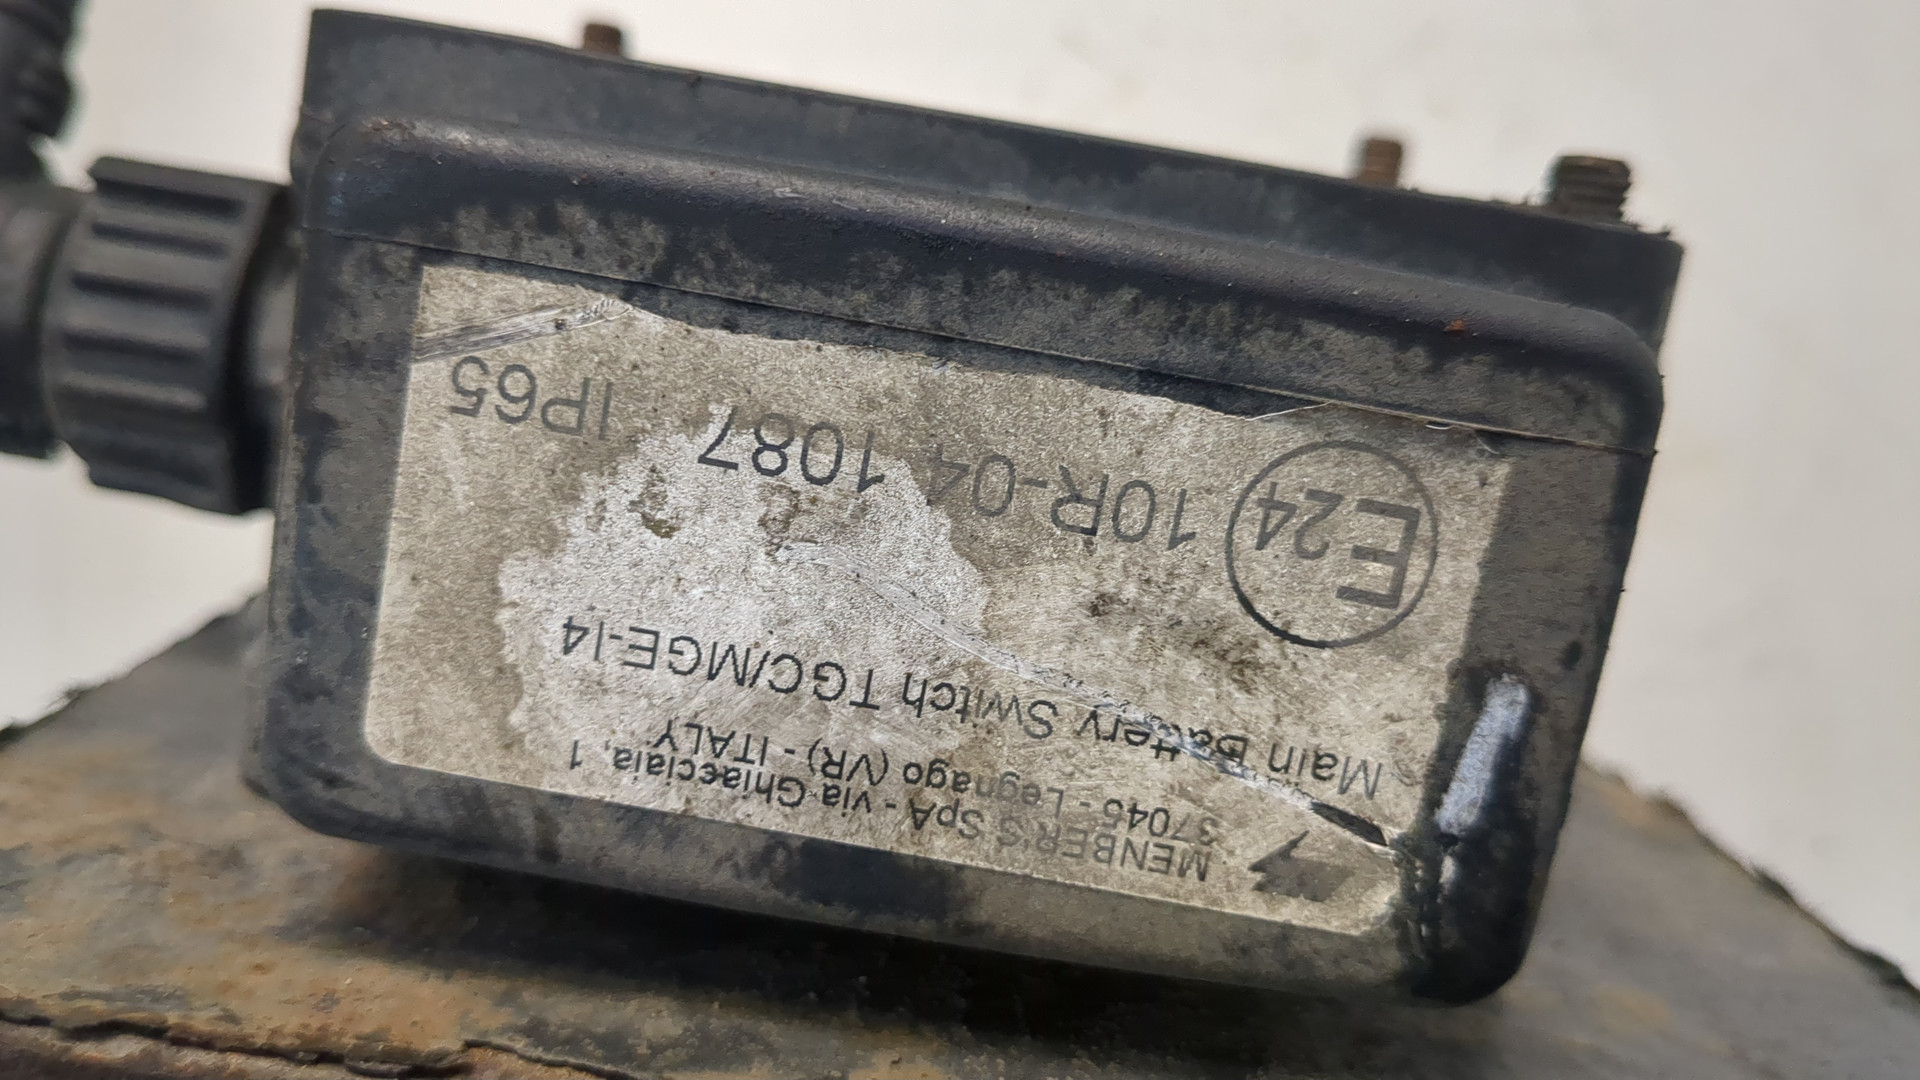 MENBER'S SpA - via Ghiacciaia, 1
37045 - Legnago (VR) - ITALY
Main Battery Switch TGC/MGE-I4
E24 10R-04 1087 IP65